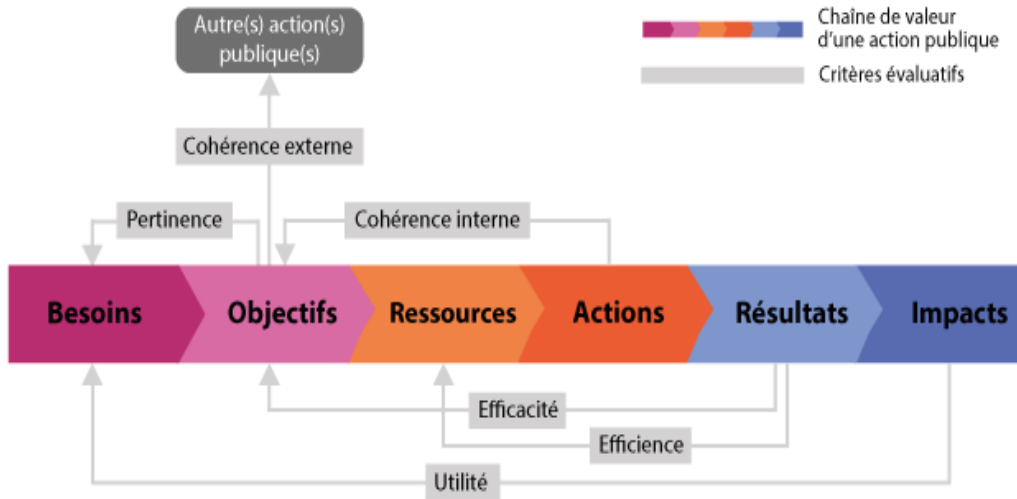 Autre(s) action(s)
publique(s)
Chaîne de valeur
d'une action publique
Critères évaluatifs
Cohérence externe
Pertinence
Cohérence interne
Besoins
Objectifs
Ressources
Actions
Résultats
Impacts
Efficacité
Efficience
Utilité